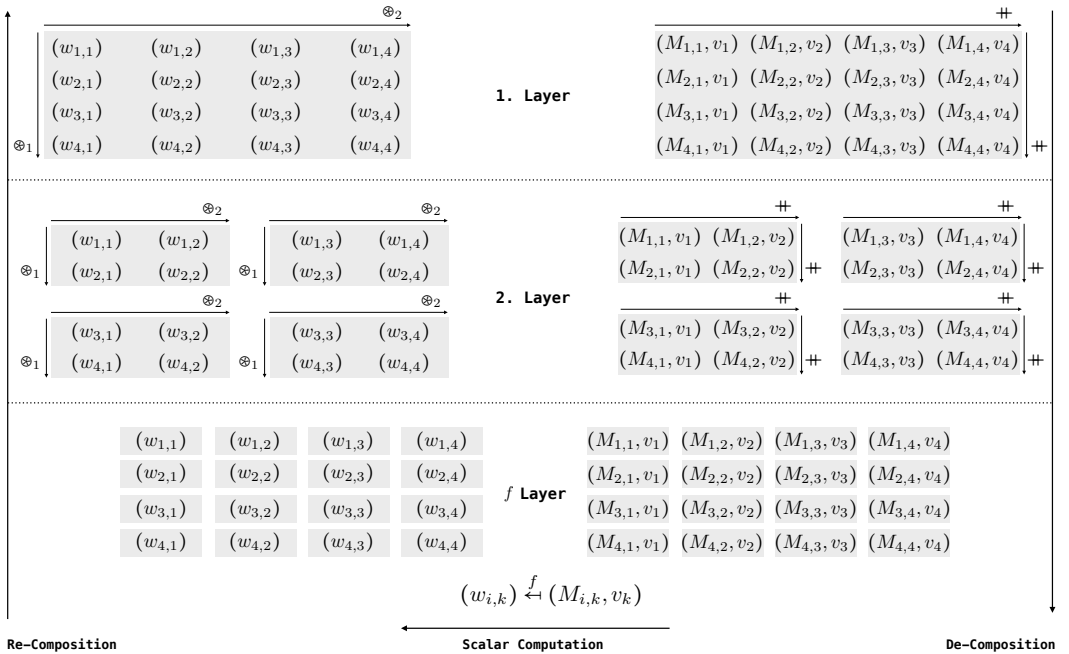 ⊛₂ ⧺
(w₁,₁) (w₁,₂) (w₁,₃) (w₁,₄) (M₁,₁, v₁) (M₁,₂, v₂) (M₁,₃, v₃) (M₁,₄, v₄)
(w₂,₁) (w₂,₂) (w₂,₃) (w₂,₄) (M₂,₁, v₁) (M₂,₂, v₂) (M₂,₃, v₃) (M₂,₄, v₄)
1. Layer
(w₃,₁) (w₃,₂) (w₃,₃) (w₃,₄) (M₃,₁, v₁) (M₃,₂, v₂) (M₃,₃, v₃) (M₃,₄, v₄)
⊛₁ (w₄,₁) (w₄,₂) (w₄,₃) (w₄,₄) (M₄,₁, v₁) (M₄,₂, v₂) (M₄,₃, v₃) (M₄,₄, v₄) ⧺
⊛₂ ⊛₂ ⧺ ⧺
(w₁,₁) (w₁,₂) (w₁,₃) (w₁,₄) (M₁,₁, v₁) (M₁,₂, v₂) (M₁,₃, v₃) (M₁,₄, v₄)
⊛₁ (w₂,₁) (w₂,₂) ⊛₁ (w₂,₃) (w₂,₄) (M₂,₁, v₁) (M₂,₂, v₂) ⧺ (M₂,₃, v₃) (M₂,₄, v₄) ⧺
⊛₂ ⊛₂ 2. Layer ⧺ ⧺
(w₃,₁) (w₃,₂) (w₃,₃) (w₃,₄) (M₃,₁, v₁) (M₃,₂, v₂) (M₃,₃, v₃) (M₃,₄, v₄)
⊛₁ (w₄,₁) (w₄,₂) ⊛₁ (w₄,₃) (w₄,₄) (M₄,₁, v₁) (M₄,₂, v₂) ⧺ (M₄,₃, v₃) (M₄,₄, v₄) ⧺
(w₁,₁) (w₁,₂) (w₁,₃) (w₁,₄) (M₁,₁, v₁) (M₁,₂, v₂) (M₁,₃, v₃) (M₁,₄, v₄)
(w₂,₁) (w₂,₂) (w₂,₃) (w₂,₄) (M₂,₁, v₁) (M₂,₂, v₂) (M₂,₃, v₃) (M₂,₄, v₄)
f Layer
(w₃,₁) (w₃,₂) (w₃,₃) (w₃,₄) (M₃,₁, v₁) (M₃,₂, v₂) (M₃,₃, v₃) (M₃,₄, v₄)
(w₄,₁) (w₄,₂) (w₄,₃) (w₄,₄) (M₄,₁, v₁) (M₄,₂, v₂) (M₄,₃, v₃) (M₄,₄, v₄)
f
(w_{i,k}) ↤ (M_{i,k}, v_k)
Re-Composition Scalar Computation De-Composition